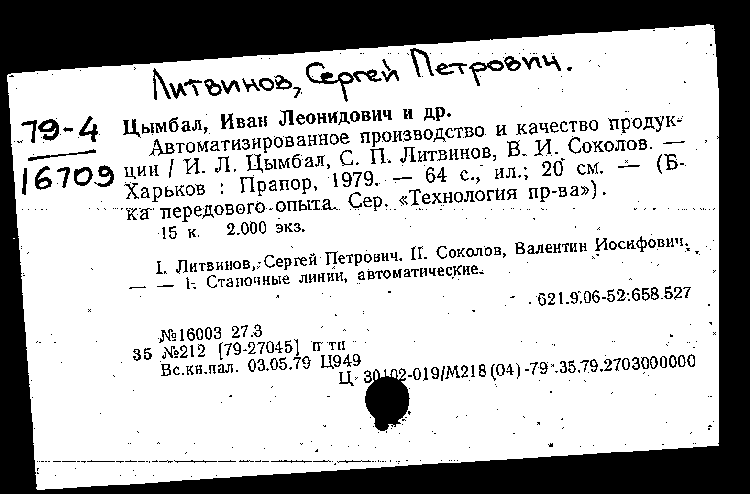 Литвинов, Сергей Петрович.
79-4
16709
Цымбал, Иван Леонидович и др.
Автоматизированное производство и качество продук-
ции / И. Л. Цымбал, С. П. Литвинов, В. И. Соколов. —
Харьков : Прапор, 1979. — 64 с., ил.; 20 см. — (Б-
ка передового опыта. Сер. «Технология пр-ва»).
15 к. 2.000 экз.
I. Литвинов, Сергей Петрович. II. Соколов, Валентин Иосифович.
— — 1. Станочные линии, автоматические.
621.9.06-52:658.527
№16003 27.3
35 №212 [79-27045] п тп
Вс.кн.пал. 03.05.79 Ц949
Ц 30102-019/М218(04)-79 .35.79.2703000000